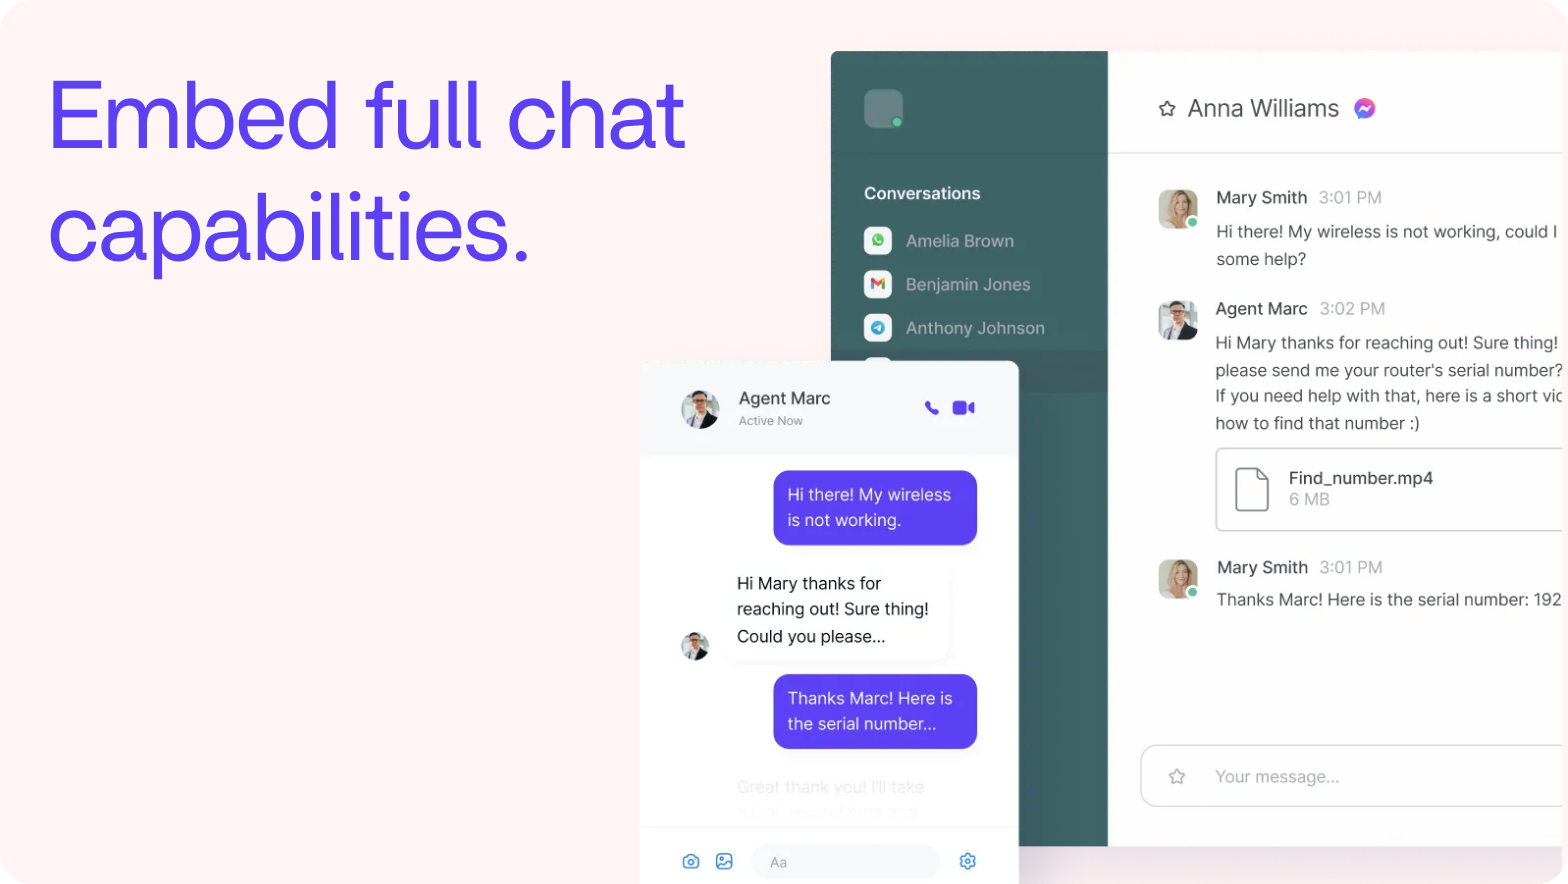 Embed full chat
capabilities.
Conversations
Amelia Brown
Benjamin Jones
Anthony Johnson
Anna Williams
Mary Smith 3:01 PM
Hi there! My wireless is not working, could I
some help?
Agent Marc 3:02 PM
Hi Mary thanks for reaching out! Sure thing!
please send me your router's serial number?
If you need help with that, here is a short
how to find that number :)
Find_number.mp4
6 MB
Mary Smith 3:01 PM
Thanks Marc! Here is the serial number: 192
Your message...
Agent Marc
Active Now
Hi there! My wireless
is not working.
Hi Mary thanks for
reaching out! Sure thing!
Could you please...
Thanks Marc! Here is
the serial number...
Great thank you! I'll take
Aa